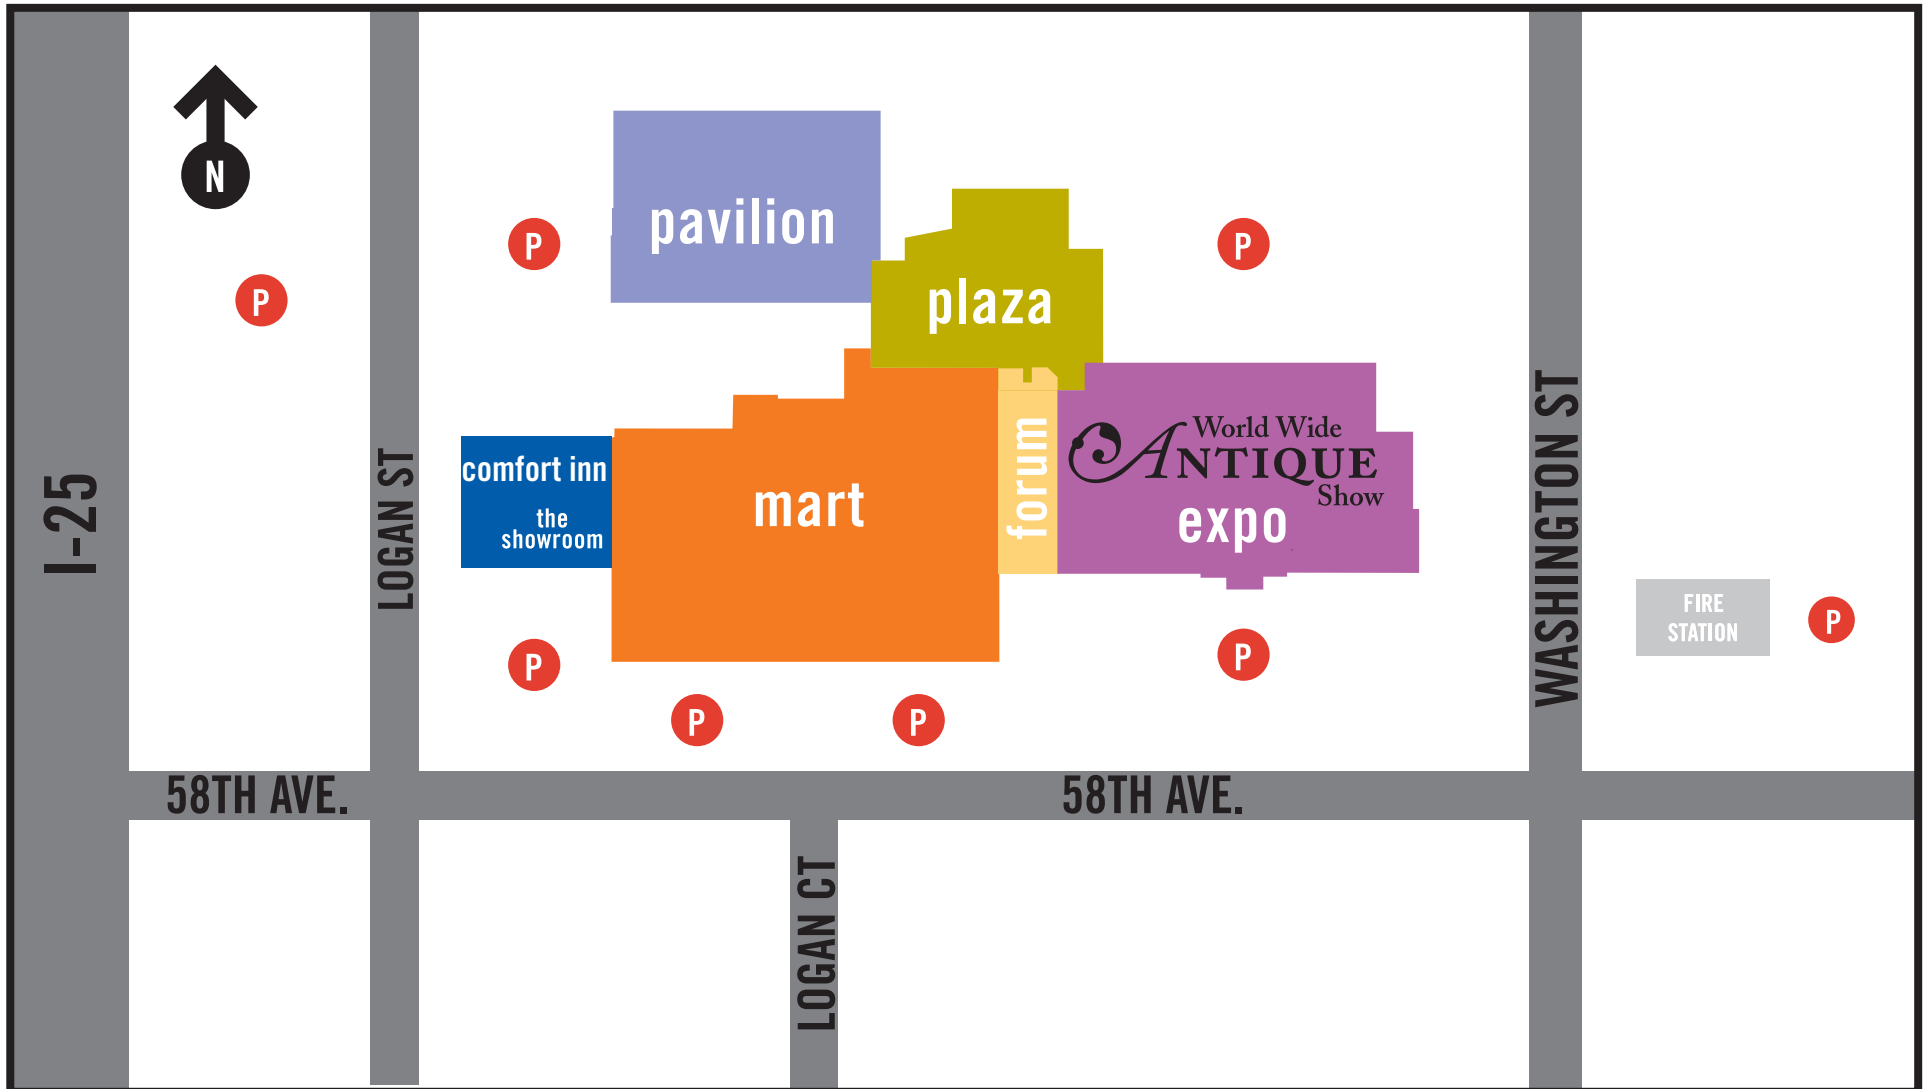 N
P
P
P
pavilion
plaza
I-25
LOGAN ST
comfort inn
the
showroom
mart
forum
World Wide
ANTIQUE
Show
expo
WASHINGTON ST
FIRE
STATION
P
P
P
P
P
58TH AVE.
58TH AVE.
LOGAN CT